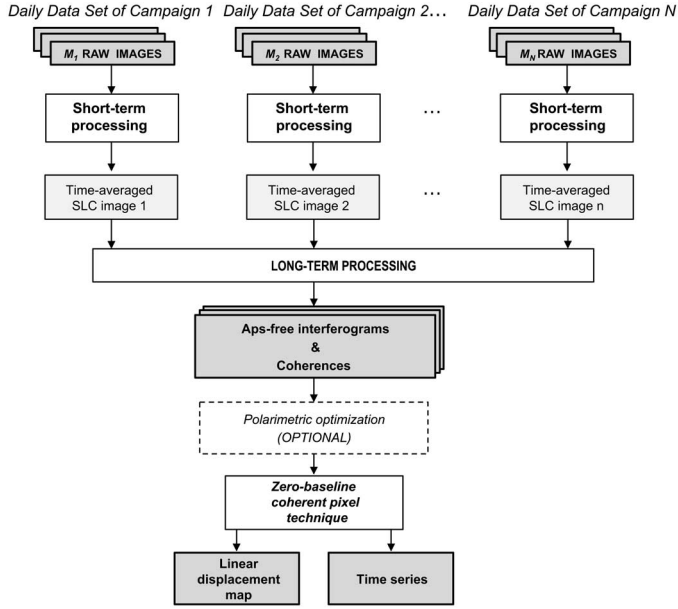 Daily Data Set of Campaign 1
Daily Data Set of Campaign 2...
Daily Data Set of Campaign N
M1 RAW IMAGES
M2 RAW IMAGES
MN RAW IMAGES
Short-term
processing
Short-term
processing
...
Short-term
processing
Time-averaged
SLC image 1
Time-averaged
SLC image 2
...
Time-averaged
SLC image n
LONG-TERM PROCESSING
Aps-free interferograms
&
Coherences
Polarimetric optimization
(OPTIONAL)
Zero-baseline
coherent pixel
technique
Linear
displacement
map
Time series